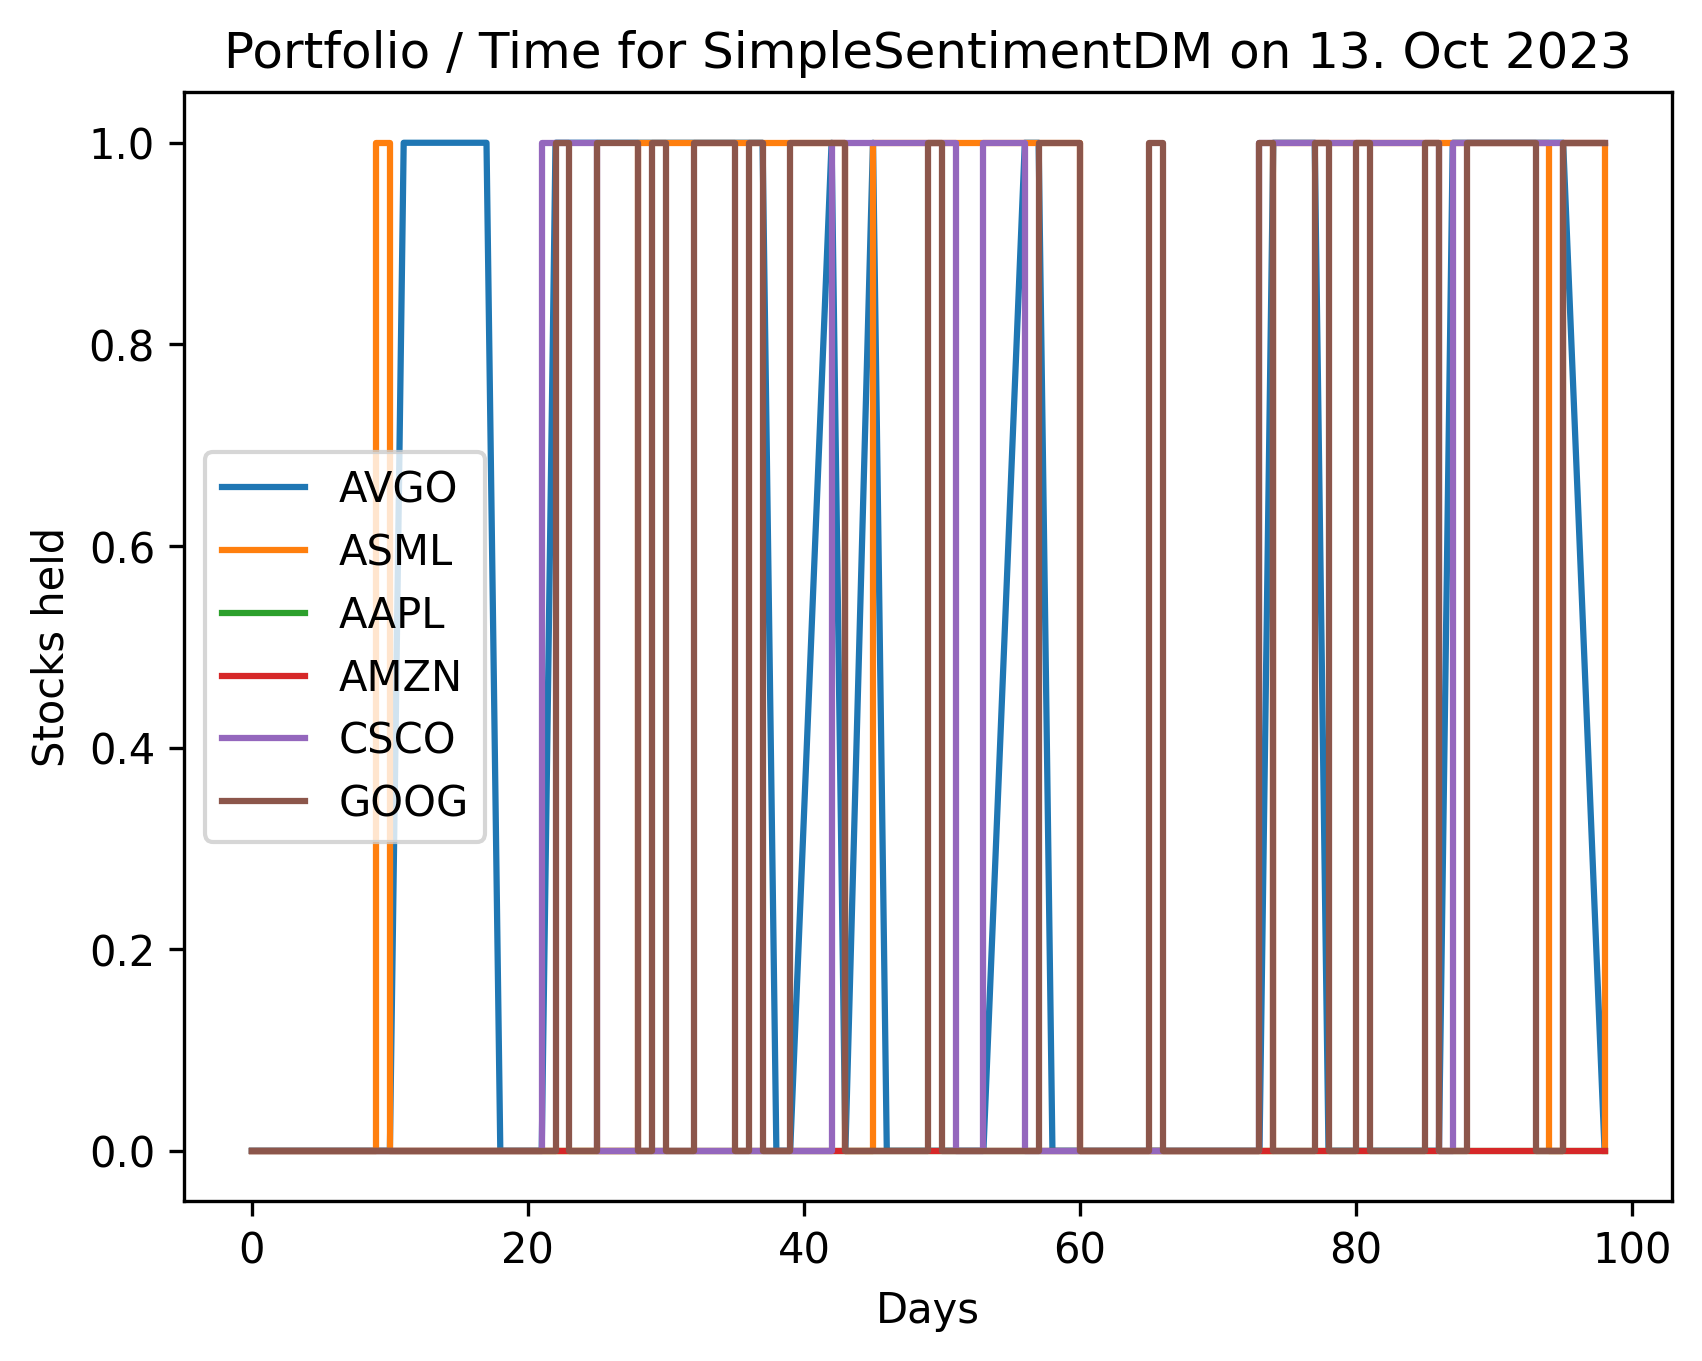 Portfolio / Time for SimpleSentimentDM on 13. Oct 2023
1.0
0.8
0.6
0.4
0.2
0.0
Stocks held
AVGO
ASML
AAPL
AMZN
CSCO
GOOG
0 20 40 60 80 100
Days